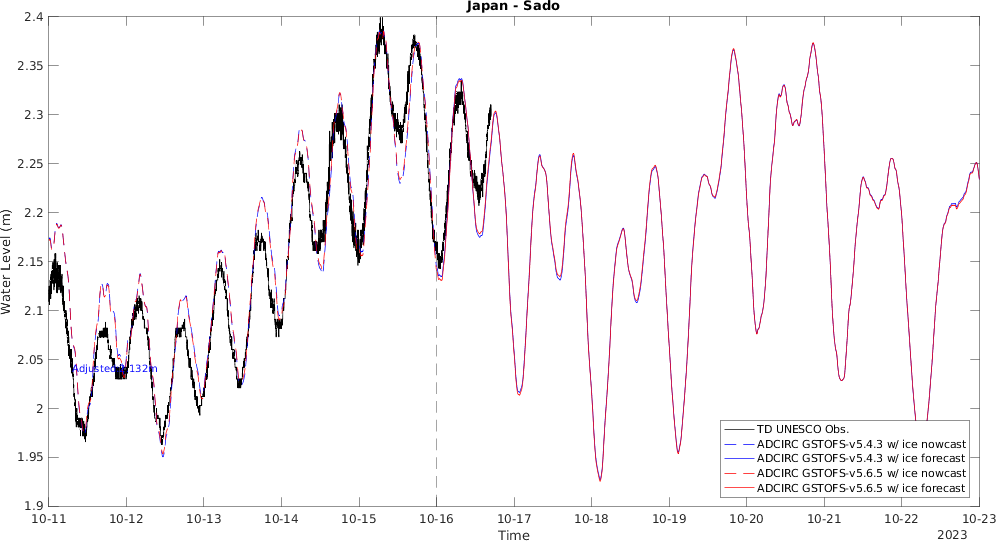 Japan - Sado
2.4
2.35
2.3
2.25
2.2
2.15
2.1
2.05
2
1.95
1.9
Water Level (m)
TD UNESCO Obs.
ADCIRC GSTOFS-v5.4.3 w/ ice nowcast
ADCIRC GSTOFS-v5.4.3 w/ ice forecast
ADCIRC GSTOFS-v5.6.5 w/ ice nowcast
ADCIRC GSTOFS-v5.6.5 w/ ice forecast
10-11 10-12 10-13 10-14 10-15 10-16 10-17 10-18 10-19 10-20 10-21 10-22 10-23
Time
2023